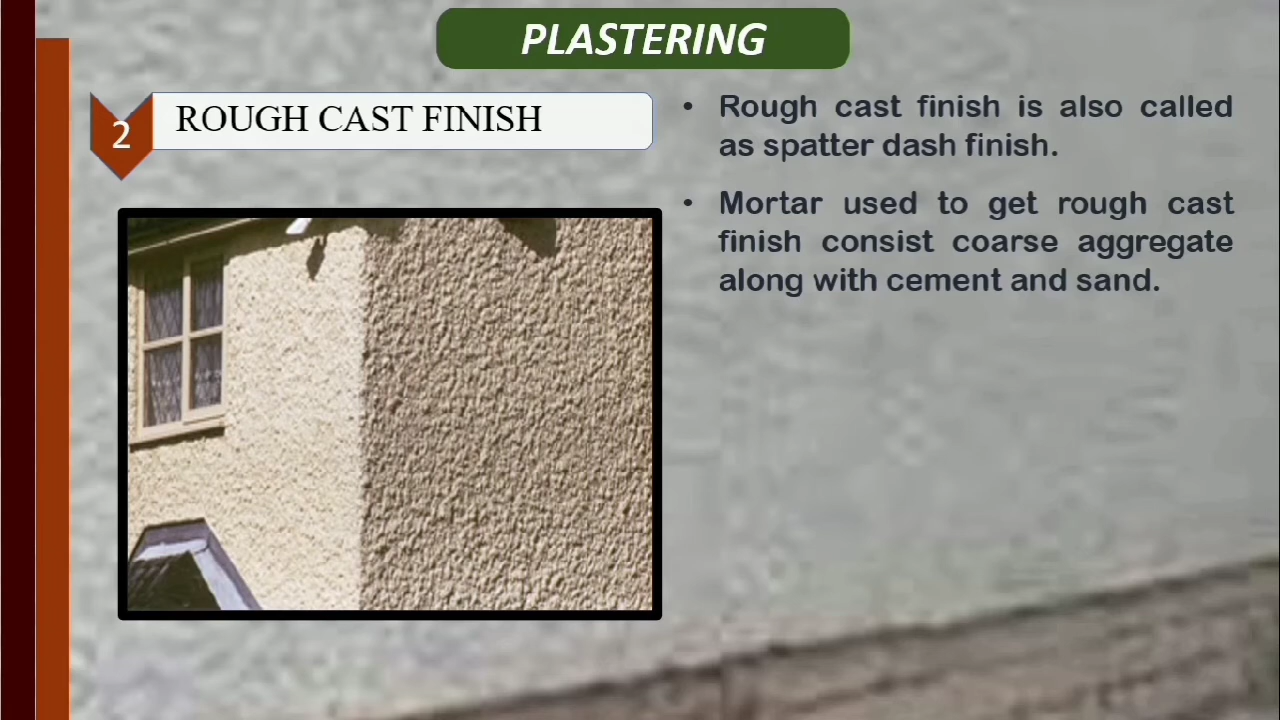 PLASTERING
2
ROUGH CAST FINISH
• Rough cast finish is also called
as spatter dash finish.
• Mortar used to get rough cast
finish consist coarse aggregate
along with cement and sand.